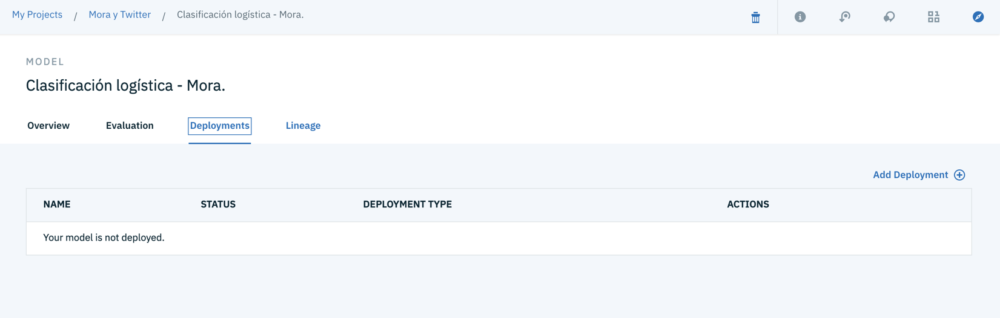 My Projects / Mora y Twitter / Clasificación logística - Mora.
MODEL
Clasificación logística - Mora.
Overview Evaluation Deployments Lineage
Add Deployment
NAME STATUS DEPLOYMENT TYPE ACTIONS
Your model is not deployed.